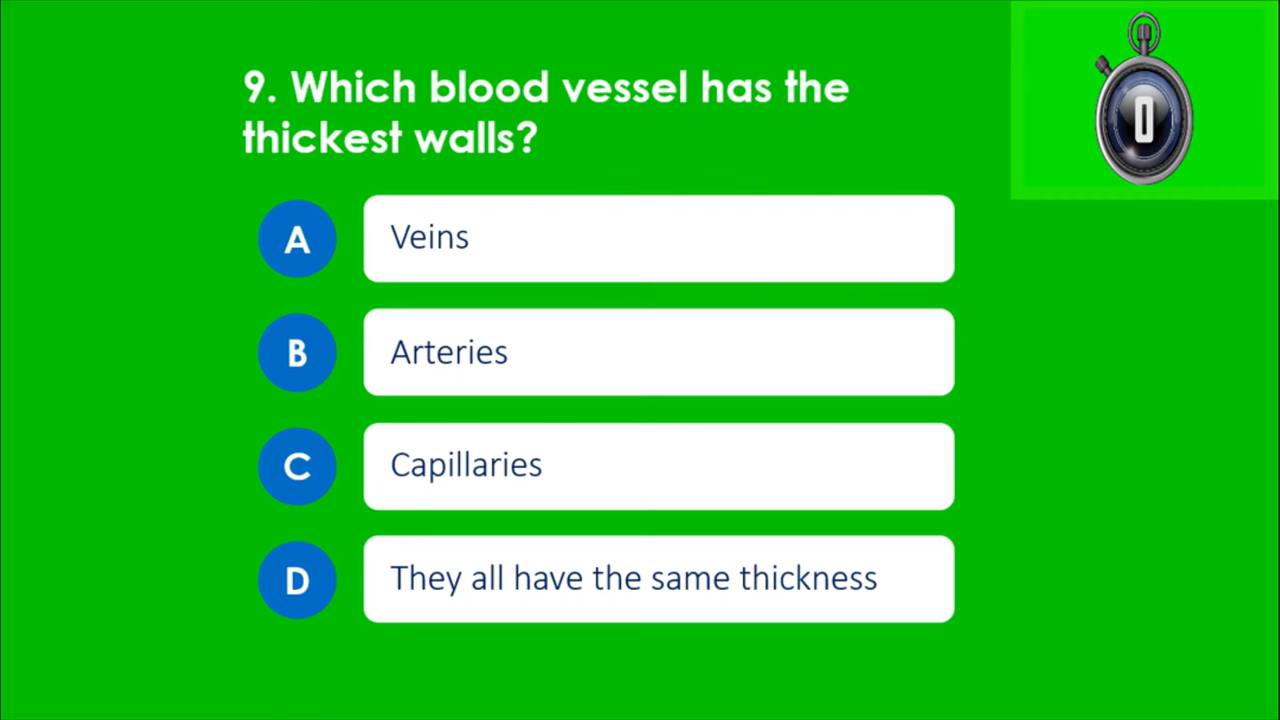 9. Which blood vessel has the
thickest walls?
0
A
Veins
B
Arteries
C
Capillaries
D
They all have the same thickness